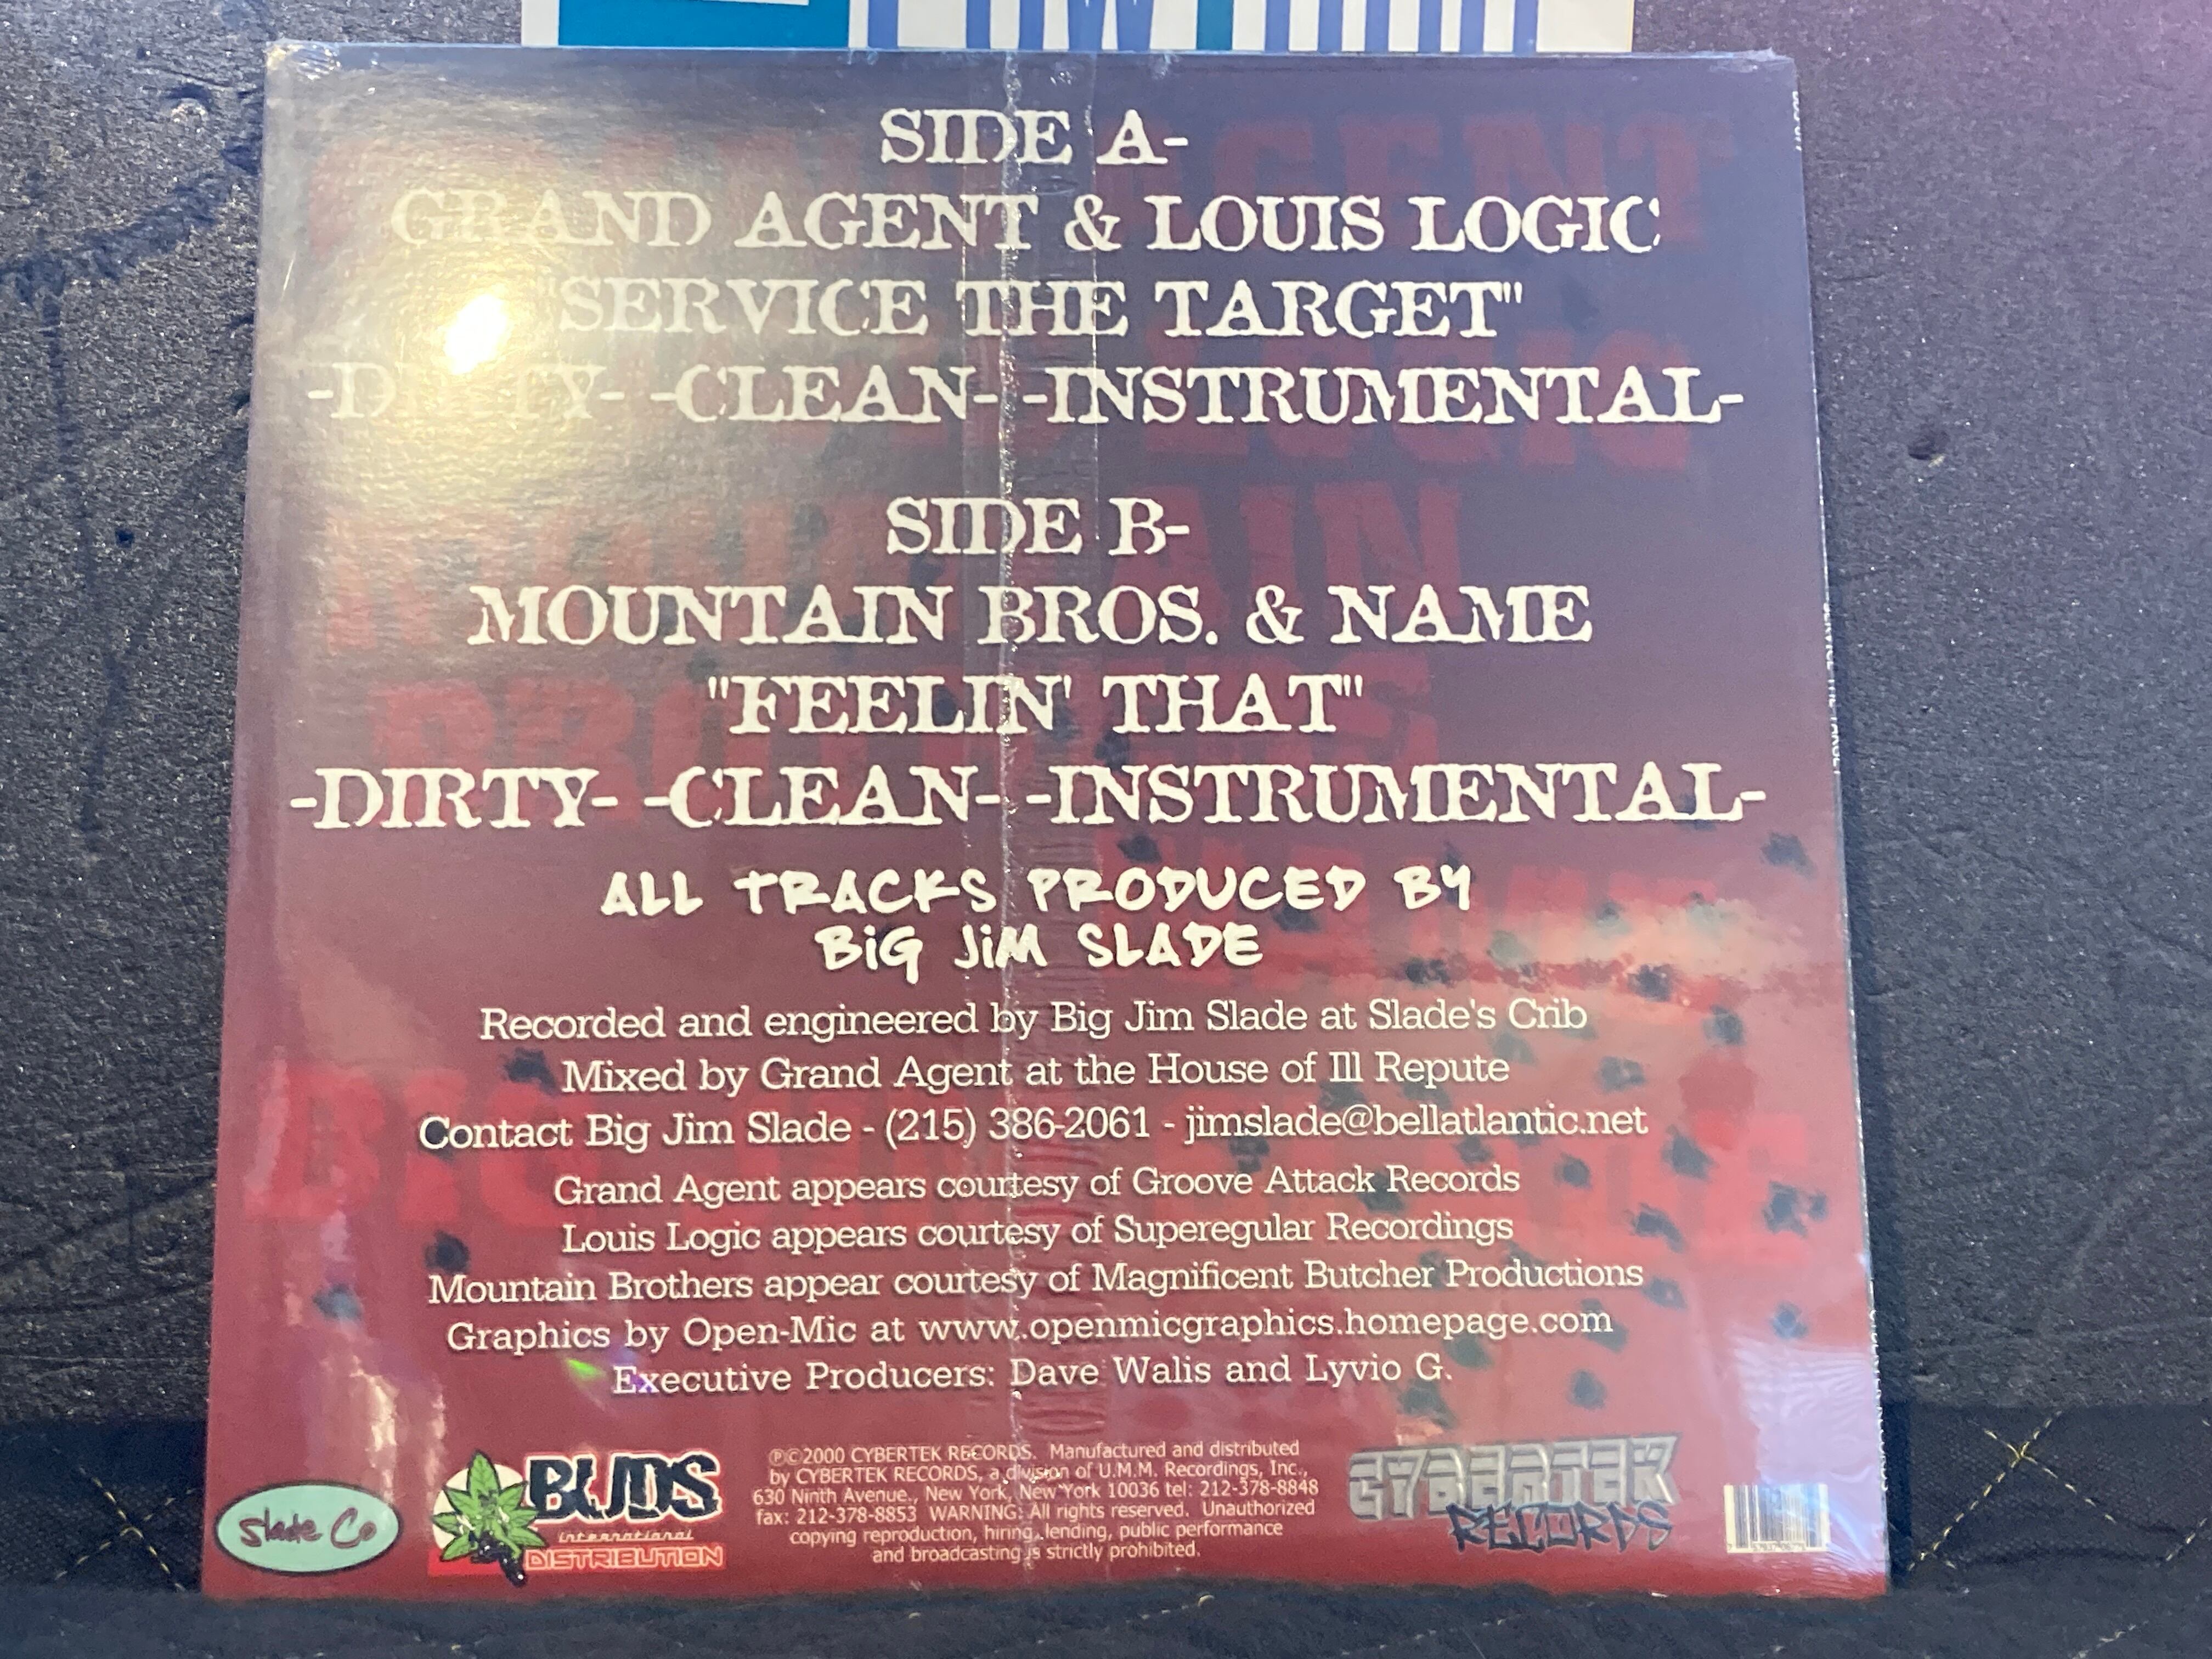 SIDE A-
GRAND AGENT & LOUIS LOGIC
"SERVICE THE TARGET"
-DIRTY- -CLEAN- -INSTRUMENTAL-
SIDE B-
MOUNTAIN BROS. & NAME
"FEELIN' THAT"
-DIRTY- -CLEAN- -INSTRUMENTAL-
ALL TRACKS PRODUCED BY
BiG JiM SLADE
Recorded and engineered by Big Jim Slade at Slade's Crib
Mixed by Grand Agent at the House of Ill Repute
Contact Big Jim Slade - (215) 386-2061 - jimslade@bellatlantic.net
Grand Agent appears courtesy of Groove Attack Records
Louis Logic appears courtesy of Superegular Recordings
Mountain Brothers appear courtesy of Magnificent Butcher Productions
Graphics by Open-Mic at www.openmicgraphics.homepage.com
Executive Producers: Dave Walis and Lyvio G.
Slade Co
BUDS
international
DISTRIBUTION
℗©2000 CYBERTEK RECORDS. Manufactured and distributed
by CYBERTEK RECORDS, a division of U.M.M. Recordings, Inc.,
630 Ninth Avenue., New York, New York 10036 tel: 212-378-8848
fax: 212-378-8853 WARNING: All rights reserved. Unauthorized
copying reproduction, hiring, lending, public performance
and broadcasting is strictly prohibited.
CYBERTEK
RECORDS